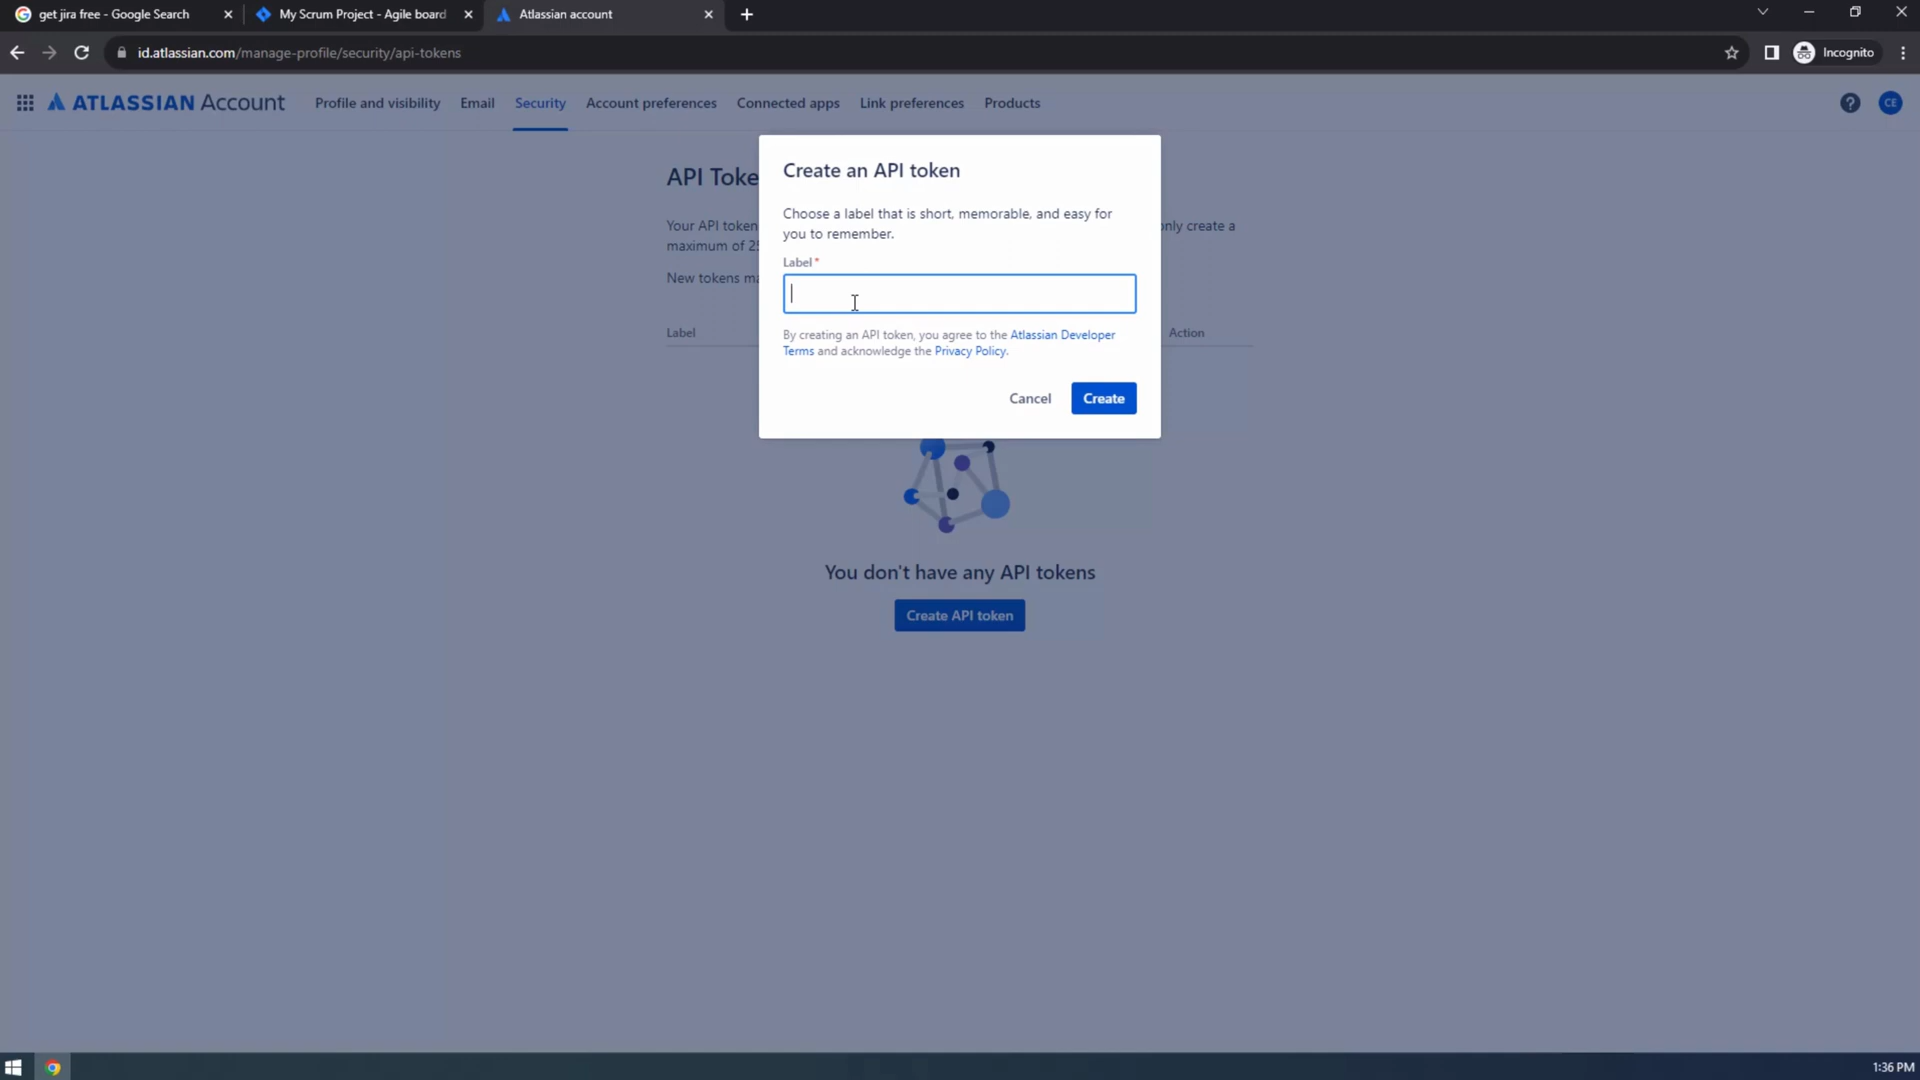 get jira free - Google Search
My Scrum Project - Agile board
Atlassian account
id.atlassian.com/manage-profile/security/api-tokens
Incognito
ATLASSIAN Account
Profile and visibility
Email
Security
Account preferences
Connected apps
Link preferences
Products
CE
API Toke
Your API token
only create a
maximum of 25
New tokens ma
Label
Action
Create an API token
Choose a label that is short, memorable, and easy for
you to remember.
Label *
By creating an API token, you agree to the Atlassian Developer
Terms and acknowledge the Privacy Policy.
Cancel
Create
You don't have any API tokens
Create API token
1:36 PM